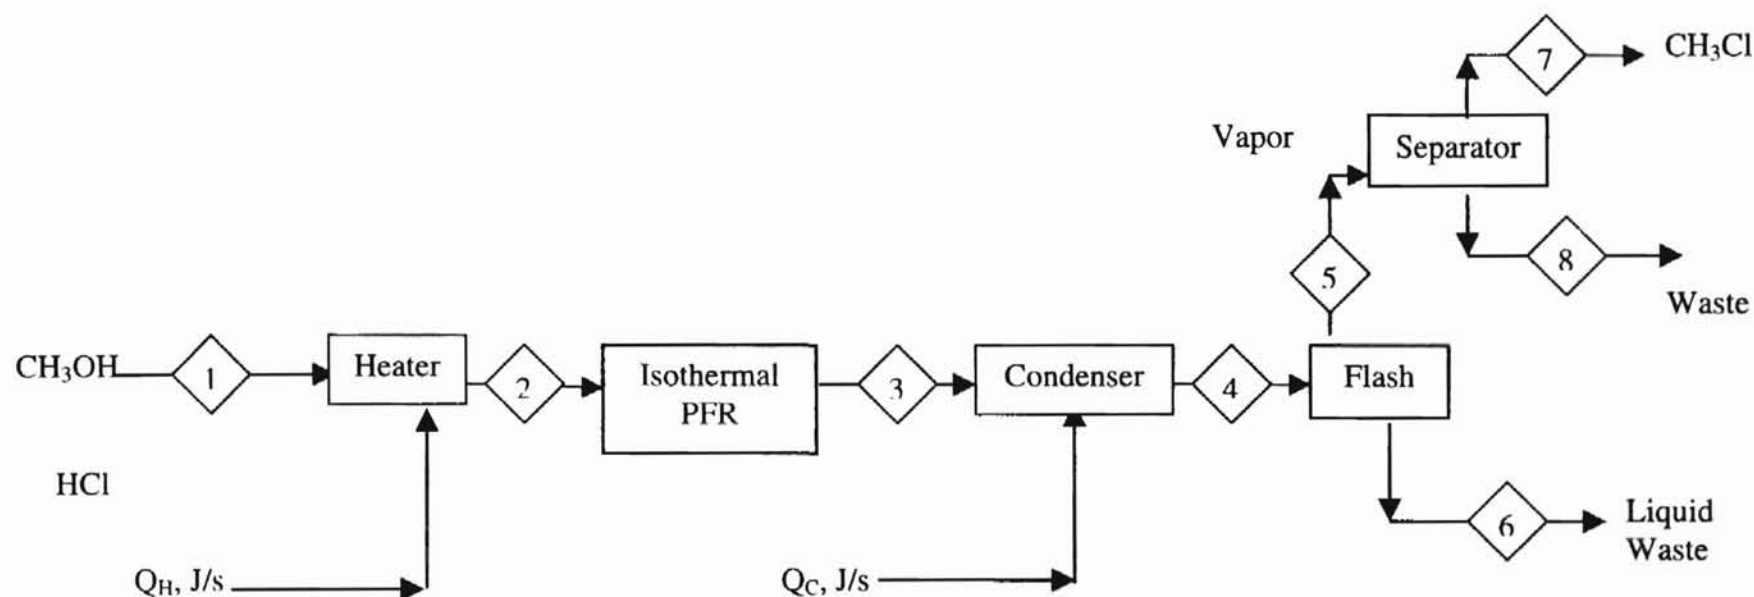 7
CH₃Cl
Vapor
Separator
5
8
Waste
CH₃OH
1
Heater
2
Isothermal
PFR
3
Condenser
4
Flash
HCl
6
Liquid
Waste
Q_H, J/s
Q_C, J/s